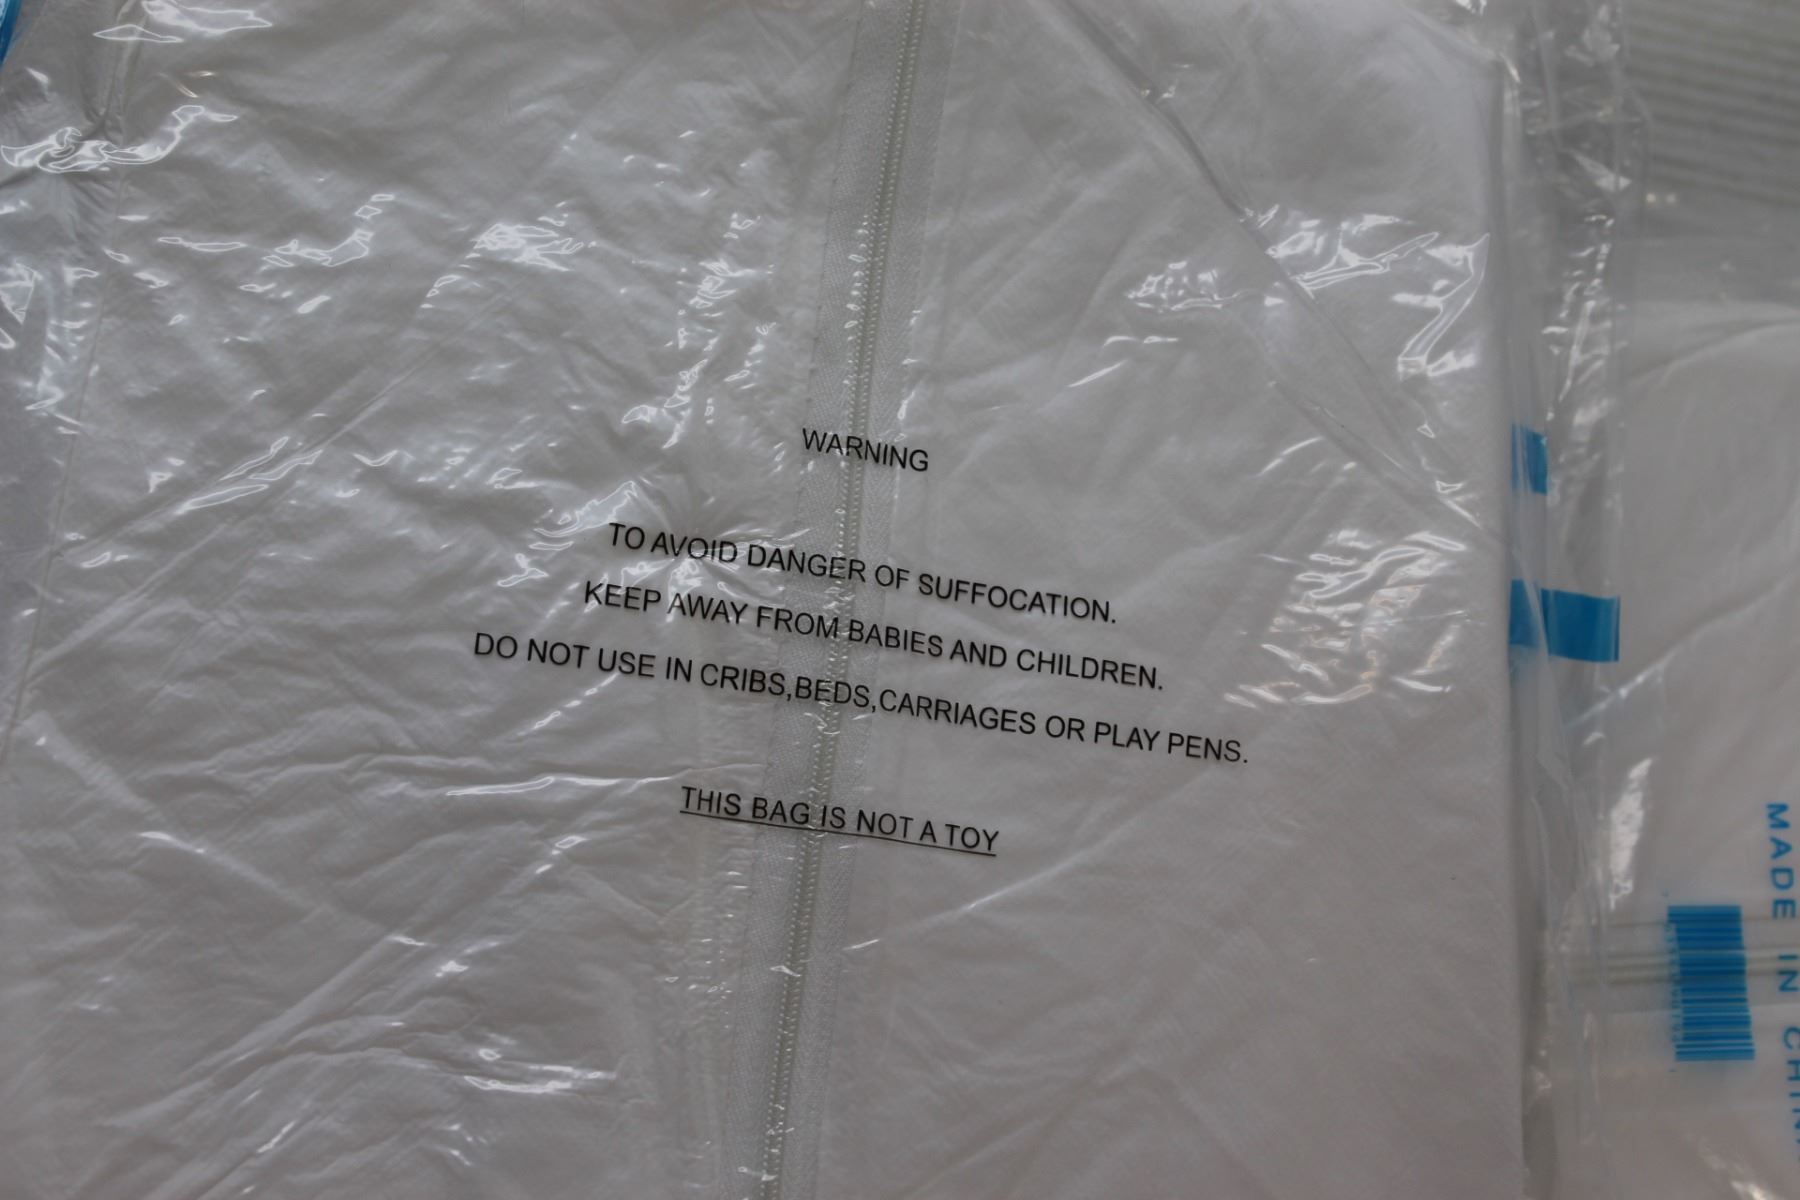 WARNING
TO AVOID DANGER OF SUFFOCATION.
KEEP AWAY FROM BABIES AND CHILDREN.
DO NOT USE IN CRIBS,BEDS,CARRIAGES OR PLAY PENS.
THIS BAG IS NOT A TOY
MADE IN CHINA